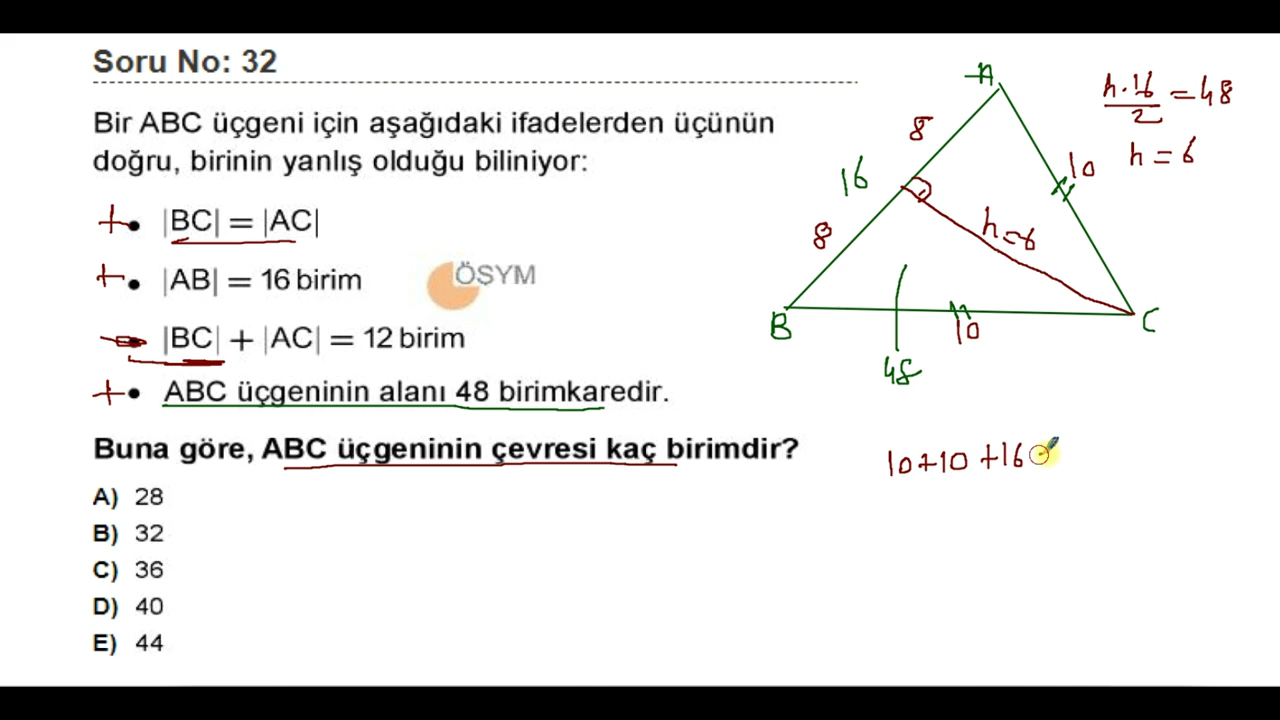 Soru No: 32
Bir ABC üçgeni için aşağıdaki ifadelerden üçünün
doğru, birinin yanlış olduğu biliniyor:
+ • |BC| = |AC|
+ • |AB| = 16 birim
ÖSYM
- • |BC| + |AC| = 12 birim
+ • ABC üçgeninin alanı 48 birimkaredir.
Buna göre, ABC üçgeninin çevresi kaç birimdir?
A) 28
B) 32
C) 36
D) 40
E) 44
A
8
16
8
10
h=6
B
10
C
48
h·16/2 = 48
h = 6
10+10+16